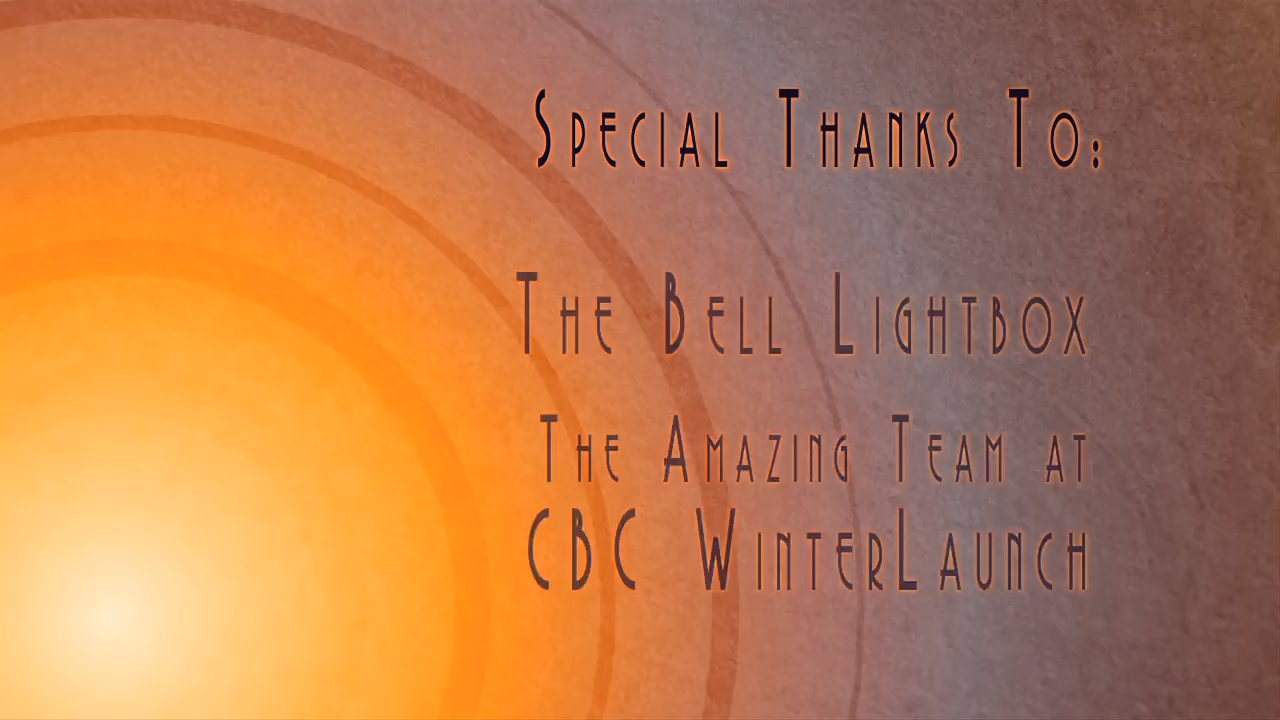 Special Thanks To:
The Bell Lightbox
The Amazing Team at
CBC WinterLaunch